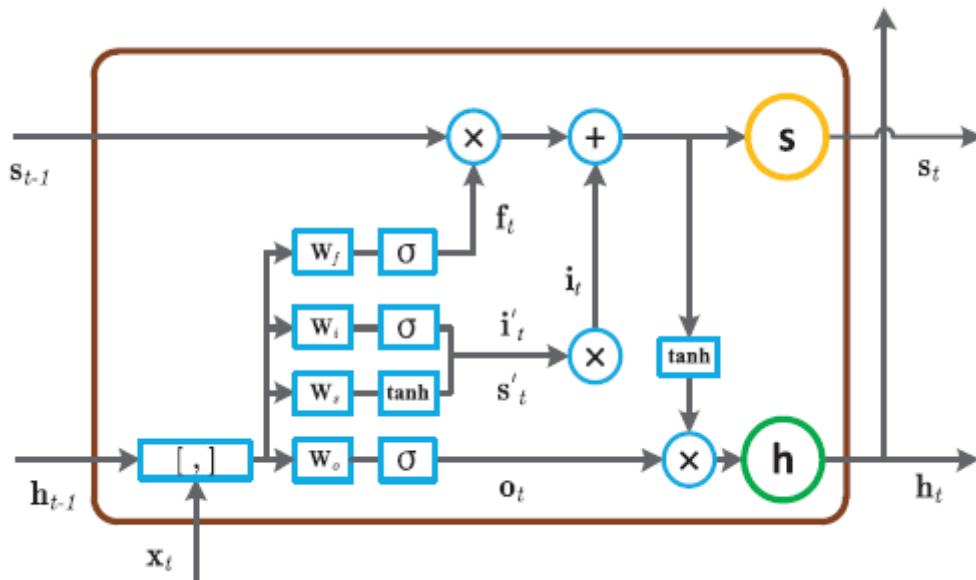 × + s
s_{t-1} s_t
f_t
W_f σ
i_t
W_i σ i'_t
× tanh
W_s tanh s'_t
[ , ] W_o σ × h
h_{t-1} o_t h_t
x_t